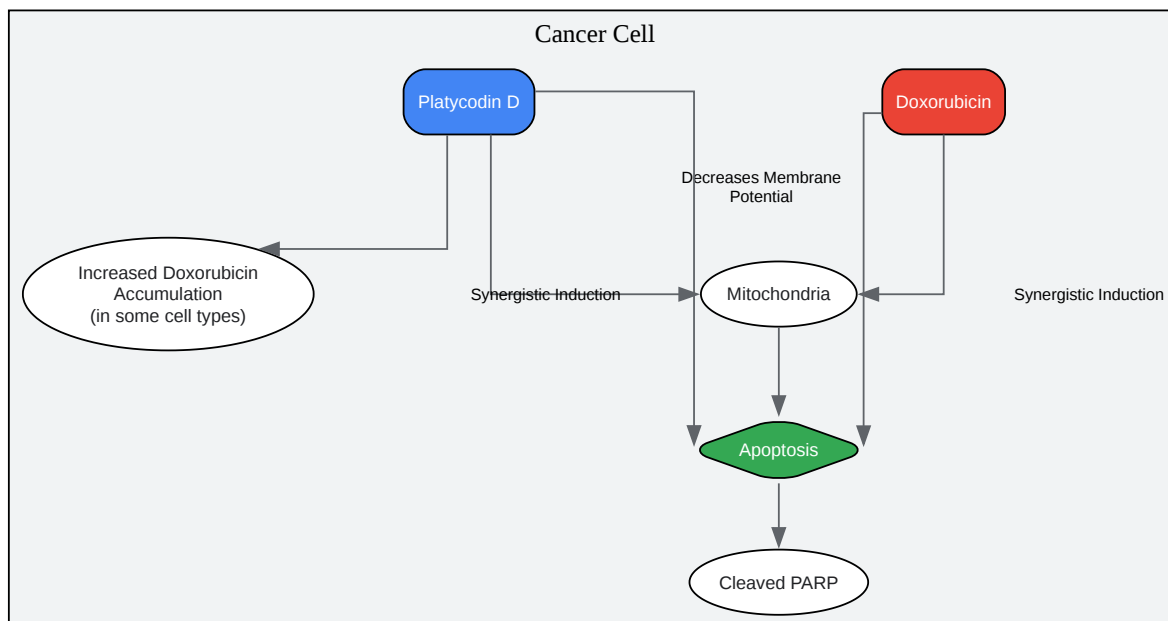 Cancer Cell
Platycodin D
Doxorubicin
Decreases Membrane
Potential
Increased Doxorubicin
Accumulation
(in some cell types)
Synergistic Induction
Mitochondria
Synergistic Induction
Apoptosis
Cleaved PARP